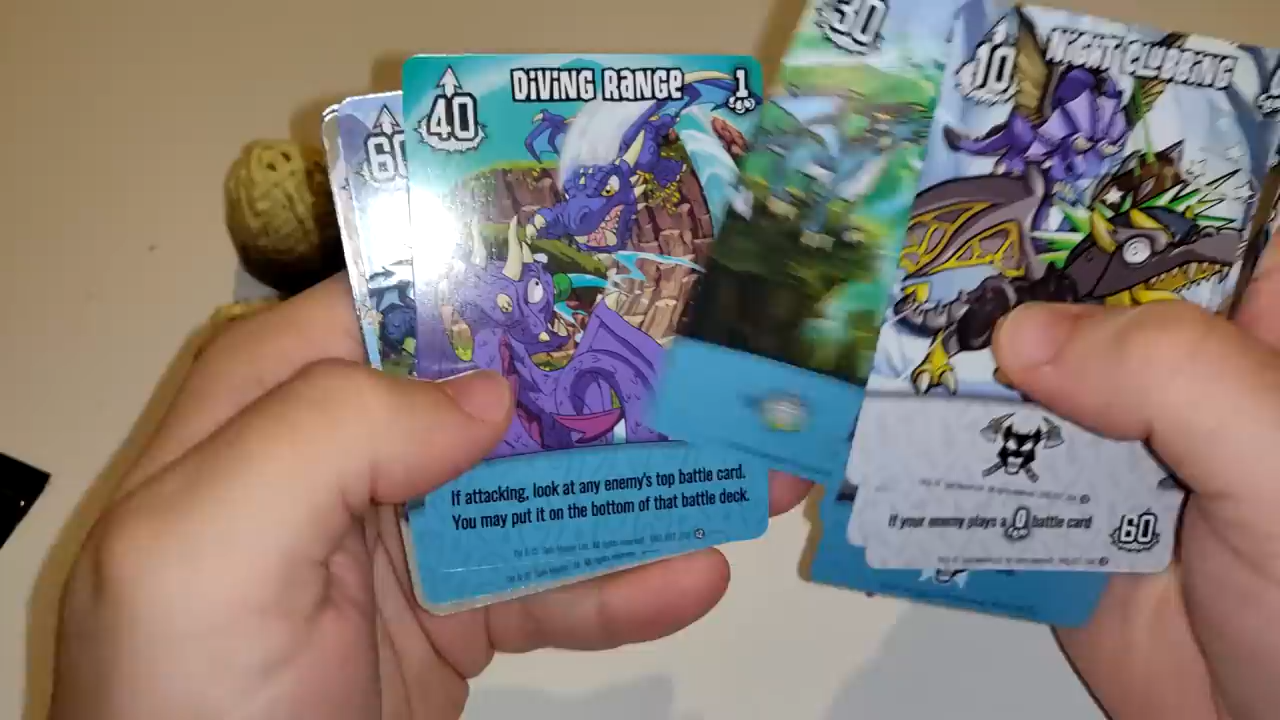 60
40
DIVING RANGE
1
If attacking, look at any enemy's top battle card.
You may put it on the bottom of that battle deck.
30
10
NIGHT CLUBBING
If your enemy plays a 0 battle card
60